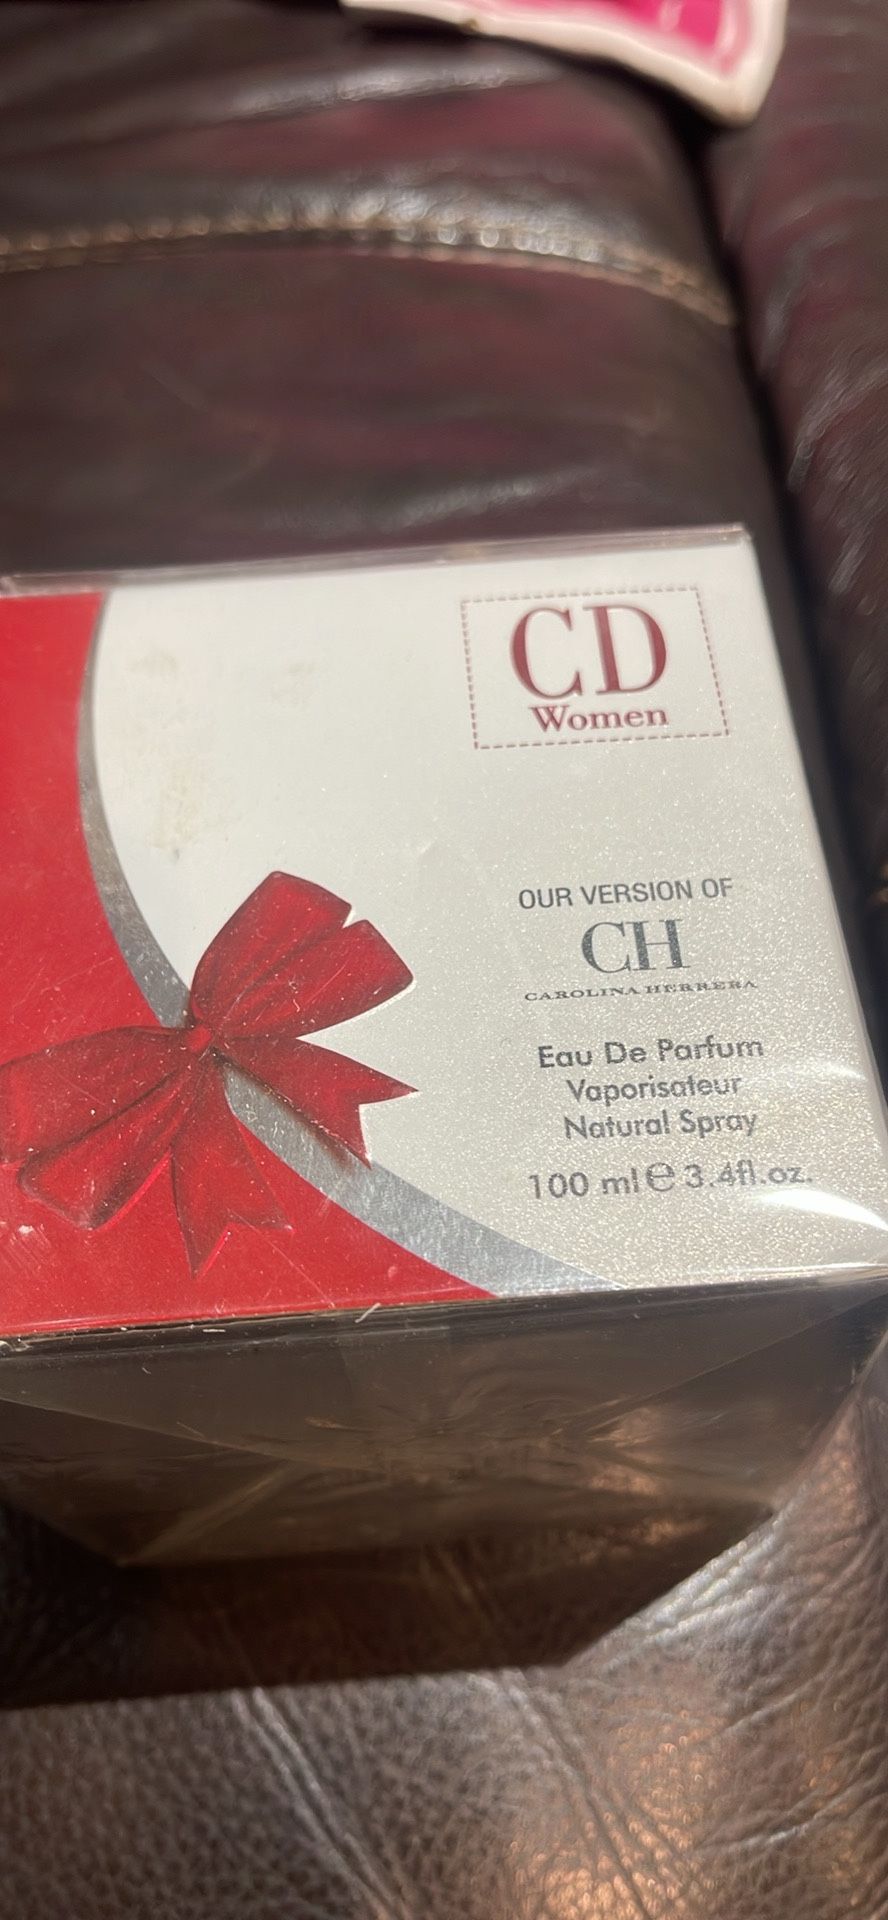 CD
Women
OUR VERSION OF
CH
CAROLINA HERRERA
Eau De Parfum
Vaporisateur
Natural Spray
100 ml ℮ 3.4fl.oz.